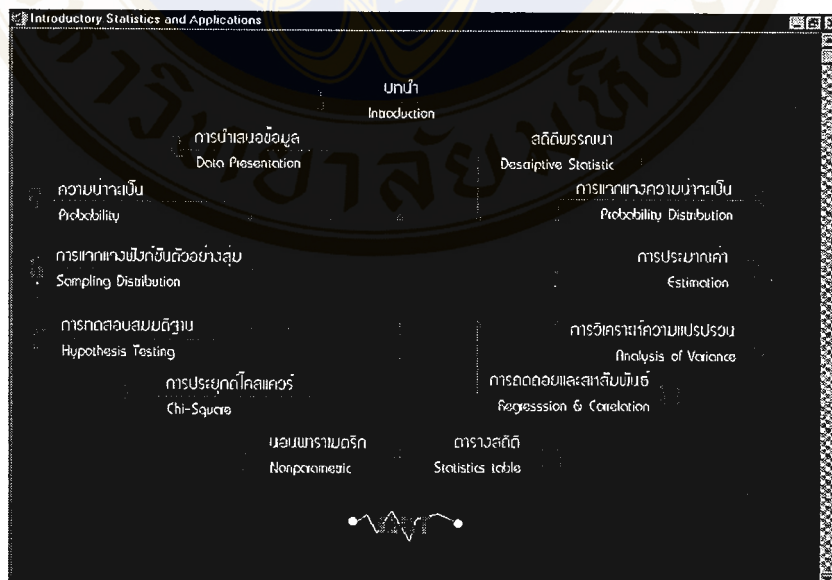 Introductory Statistics and Applications
บทนำ
Introduction
การนำเสนอข้อมูล
Data Presentation
สถิติพรรณนา
Desciptive Statistic
ความน่าจะเป็น
Probability
การแจกแจงความน่าจะเป็น
Probability Distribution
การแจกแจงฟังก์ชันตัวอย่างสุ่ม
Sampling Distribution
การประมาณค่า
Estimation
การทดสอบสมมติฐาน
Hypothesis Testing
การวิเคราะห์ความแปรปรวน
Analysis of Variance
การประยุกต์ไคสแควร์
Chi-Square
การถดถอยและสหสัมพันธ์
Regresssion & Correlation
นอนพาราเมตริก
Nonparametric
ตารางสถิติ
Statistics table